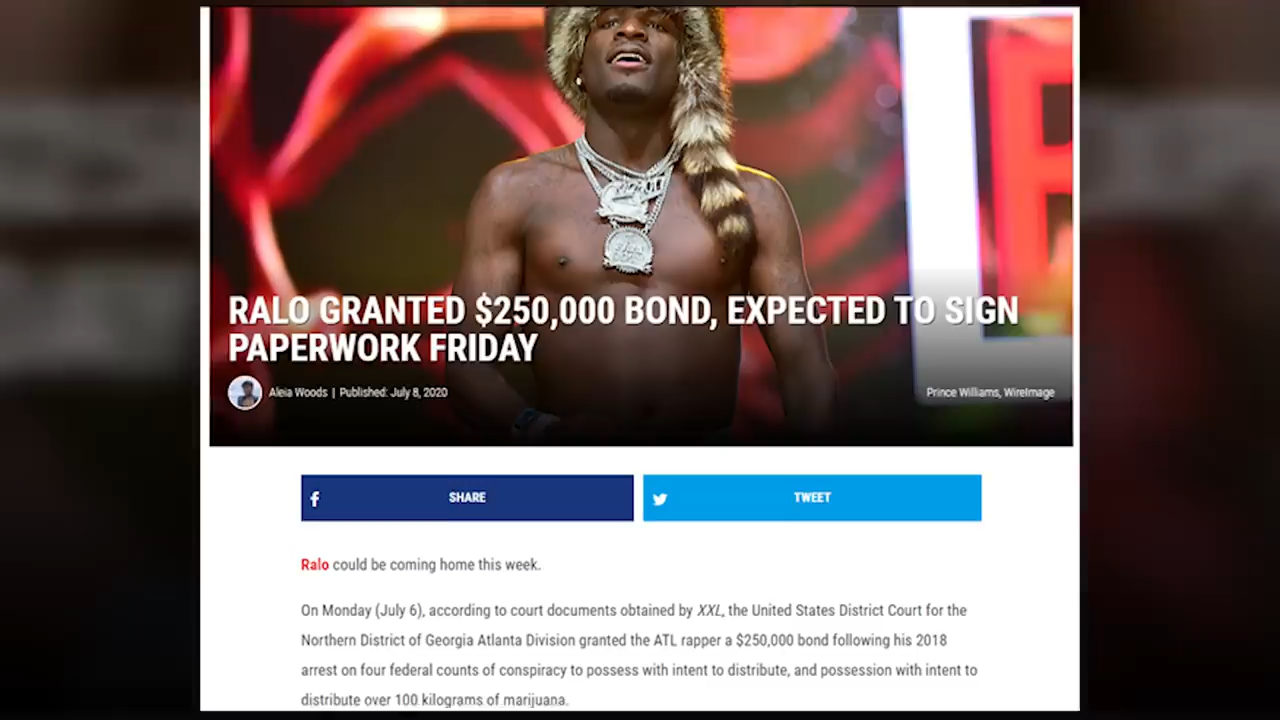 RALO GRANTED $250,000 BOND, EXPECTED TO SIGN
PAPERWORK FRIDAY
Aleia Woods | Published: July 8, 2020
Prince Williams, WireImage
f SHARE
TWEET
Ralo could be coming home this week.
On Monday (July 6), according to court documents obtained by XXL, the United States District Court for the
Northern District of Georgia Atlanta Division granted the ATL rapper a $250,000 bond following his 2018
arrest on four federal counts of conspiracy to possess with intent to distribute, and possession with intent to
distribute over 100 kilograms of marijuana.